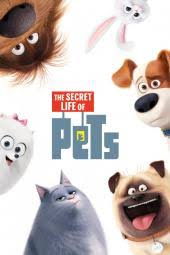 THE SECRET
LIFE OF
PETS